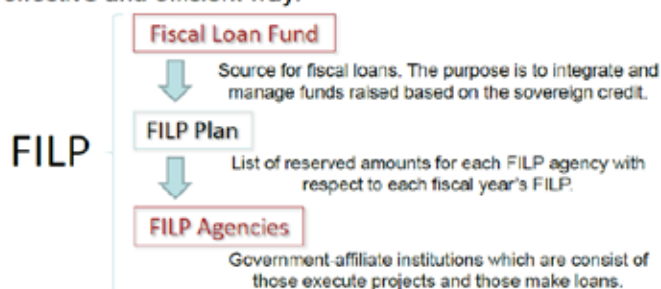 effective and efficient way.
Fiscal Loan Fund
Source for fiscal loans. The purpose is to integrate and
manage funds raised based on the sovereign credit.
FILP Plan
FILP
List of reserved amounts for each FILP agency with
respect to each fiscal year's FILP.
FILP Agencies
Government-affiliate institutions which are consist of
those execute projects and those make loans.